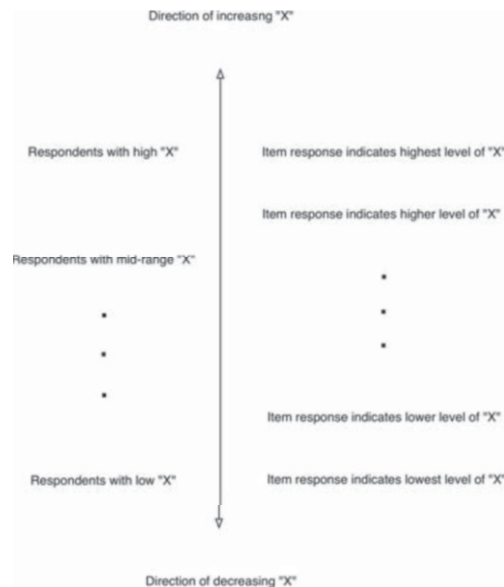 Direction of increasng "X"
Respondents with high "X"
Item response indicates highest level of "X"
Item response indicates higher level of "X"
Respondents with mid-range "X"
Item response indicates lower level of "X"
Respondents with low "X"
Item response indicates lowest level of "X"
Direction of decreasing "X"